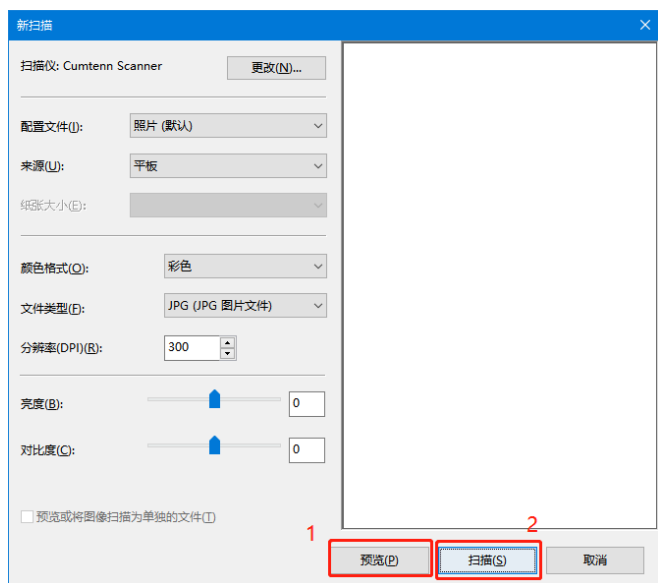 新扫描
扫描仪: Cumtenn Scanner 更改(N)...
配置文件(I): 照片 (默认)
来源(U): 平板
纸张大小(E):
颜色格式(O): 彩色
文件类型(F): JPG (JPG 图片文件)
分辨率(DPI)(R): 300
亮度(B): 0
对比度(C): 0
预览或将图像扫描为单独的文件(T)
1 2
预览(P) 扫描(S) 取消